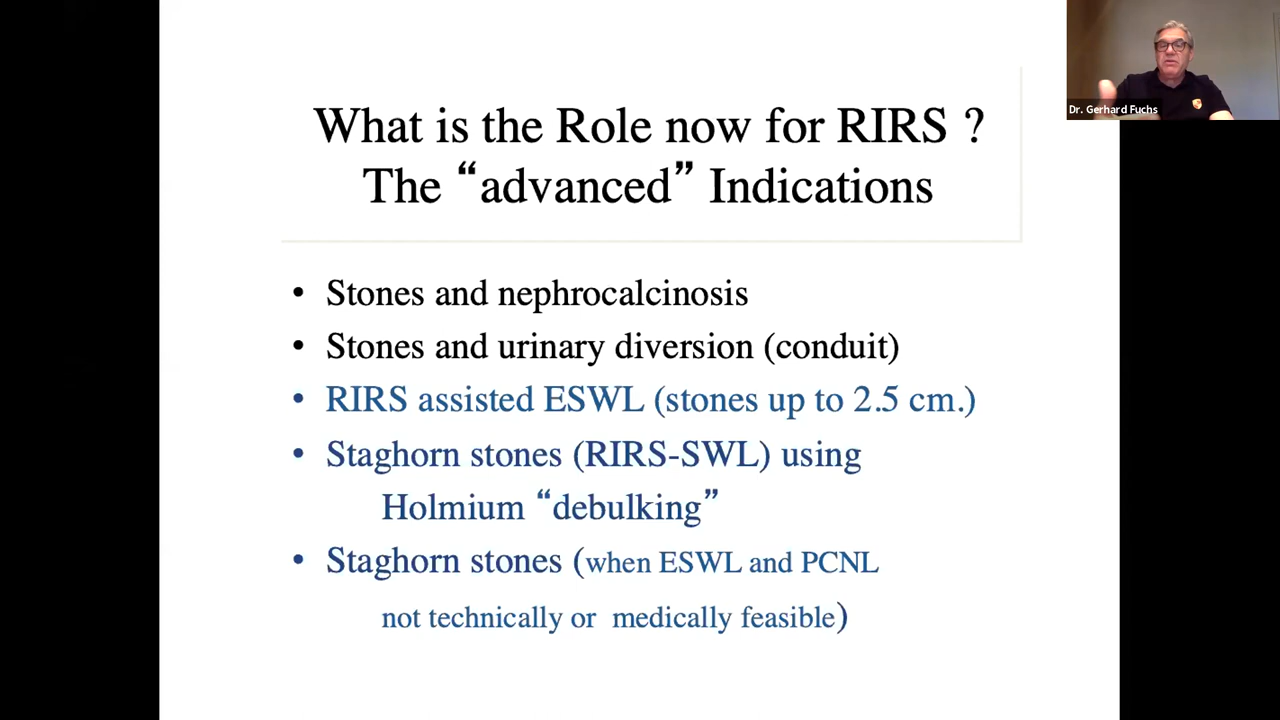 What is the Role now for RIRS ?
The “advanced” Indications
• Stones and nephrocalcinosis
• Stones and urinary diversion (conduit)
• RIRS assisted ESWL (stones up to 2.5 cm.)
• Staghorn stones (RIRS-SWL) using
Holmium “debulking”
• Staghorn stones (when ESWL and PCNL
not technically or medically feasible)
Dr. Gerhard Fuchs